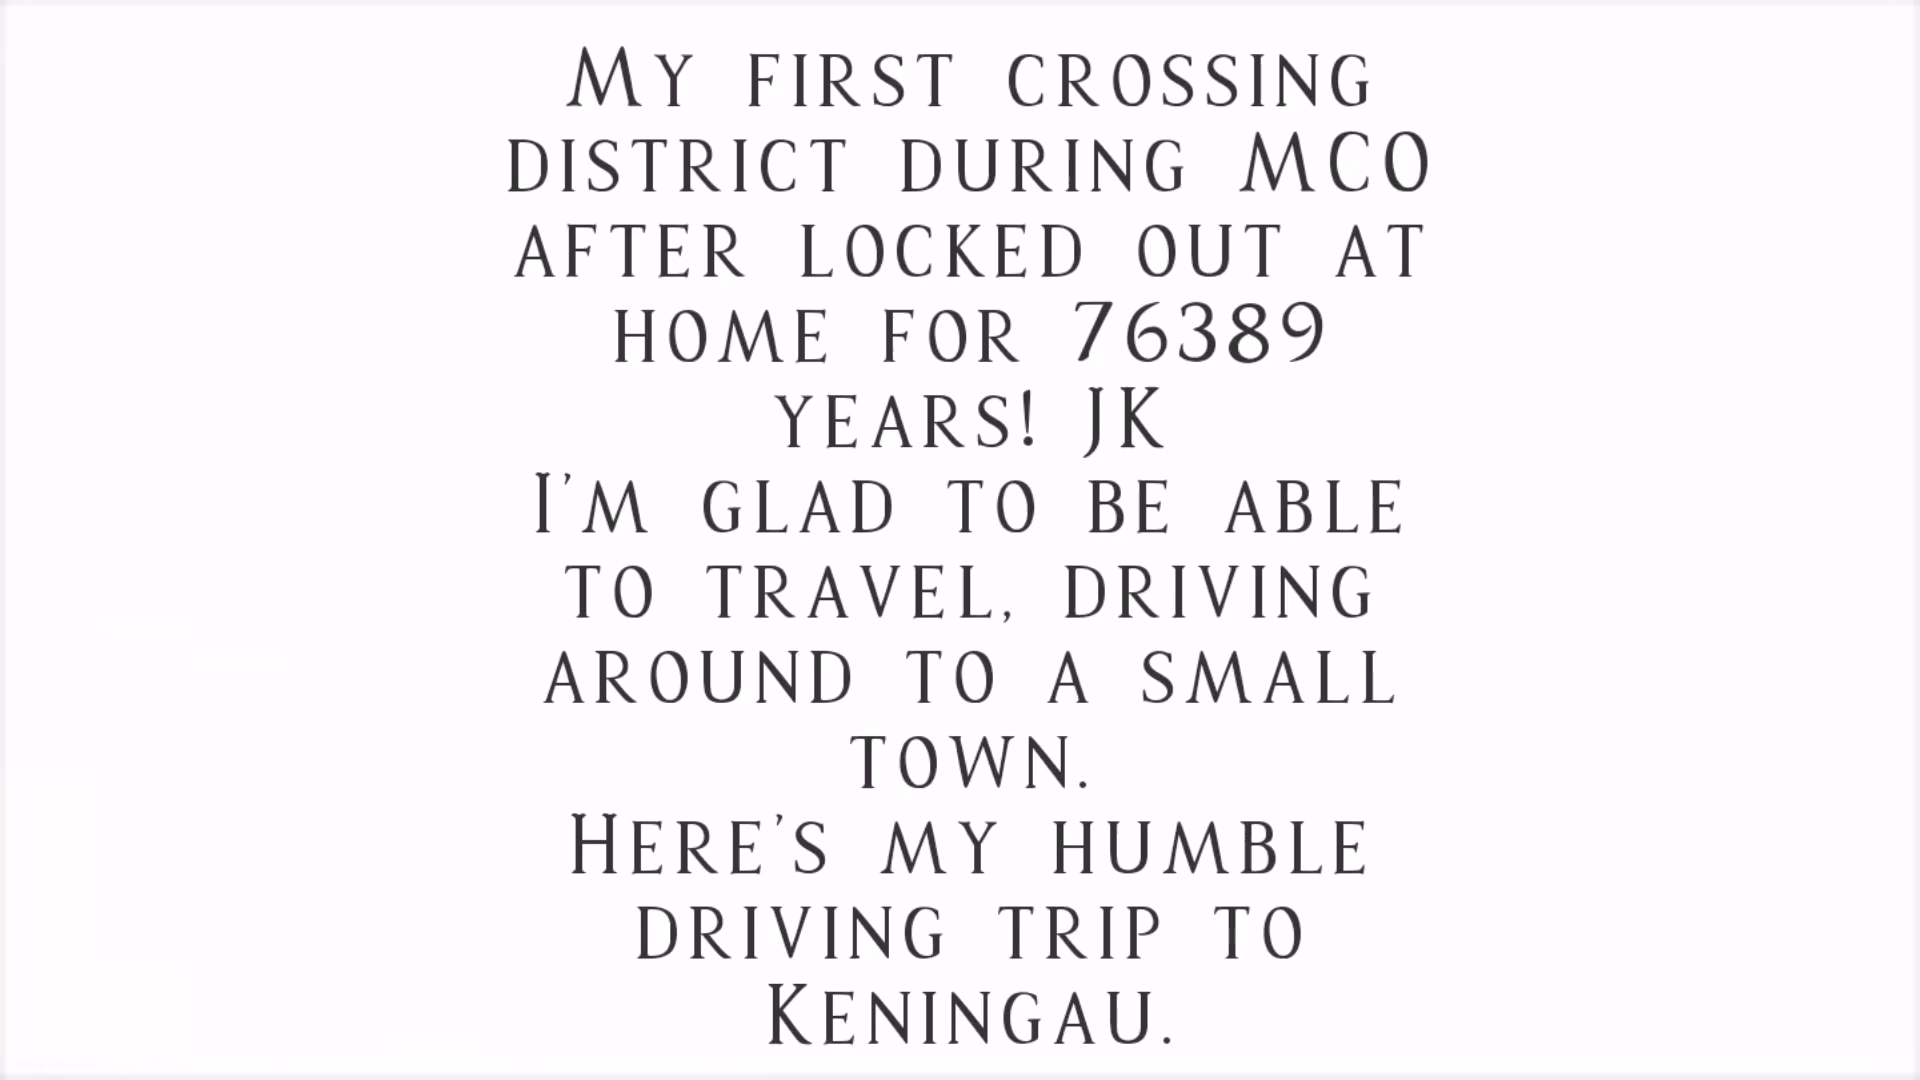 My first crossing
district during MCO
after locked out at
home for 76389
years! JK
I'm glad to be able
to travel, driving
around to a small
town.
Here's my humble
driving trip to
Keningau.